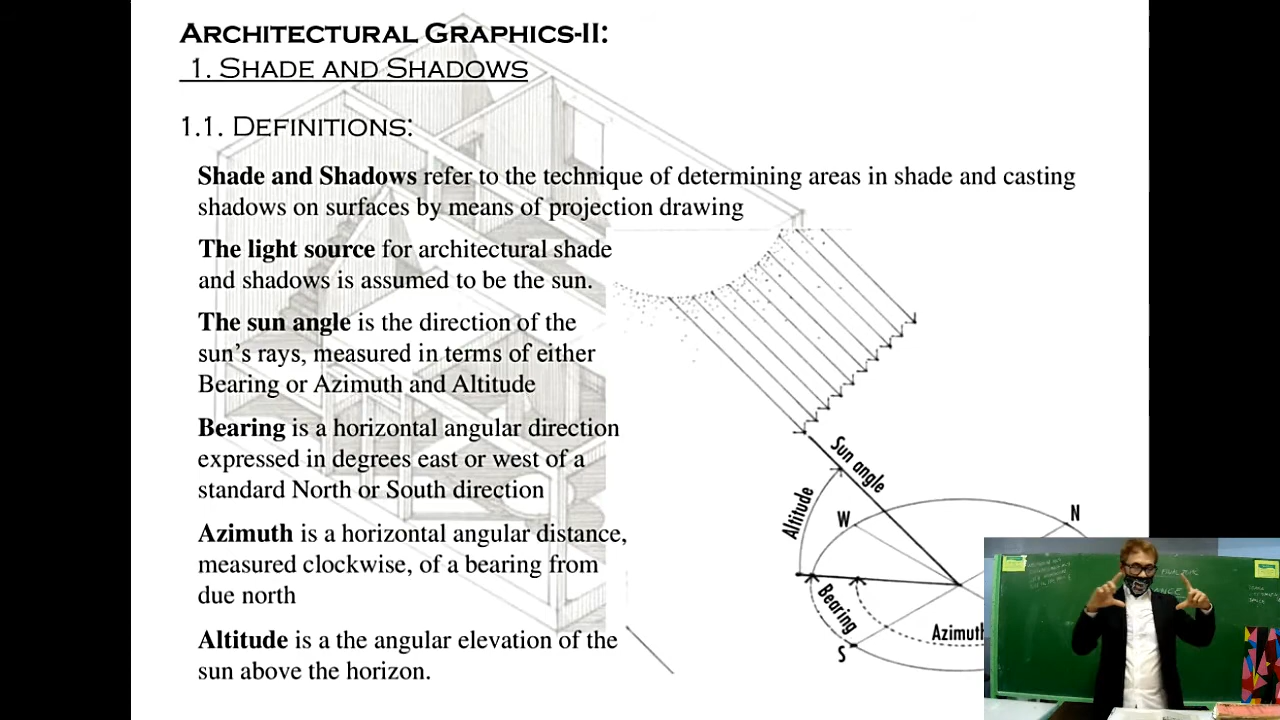 ARCHITECTURAL GRAPHICS-II:
1. SHADE AND SHADOWS
1.1. DEFINITIONS:
Shade and Shadows refer to the technique of determining areas in shade and casting
shadows on surfaces by means of projection drawing
The light source for architectural shade
and shadows is assumed to be the sun.
The sun angle is the direction of the
sun’s rays, measured in terms of either
Bearing or Azimuth and Altitude
Bearing is a horizontal angular direction
expressed in degrees east or west of a
standard North or South direction
Azimuth is a horizontal angular distance,
measured clockwise, of a bearing from
due north
Altitude is a the angular elevation of the
sun above the horizon.
Sun angle
Altitude
W
N
Bearing
S
Azimuth